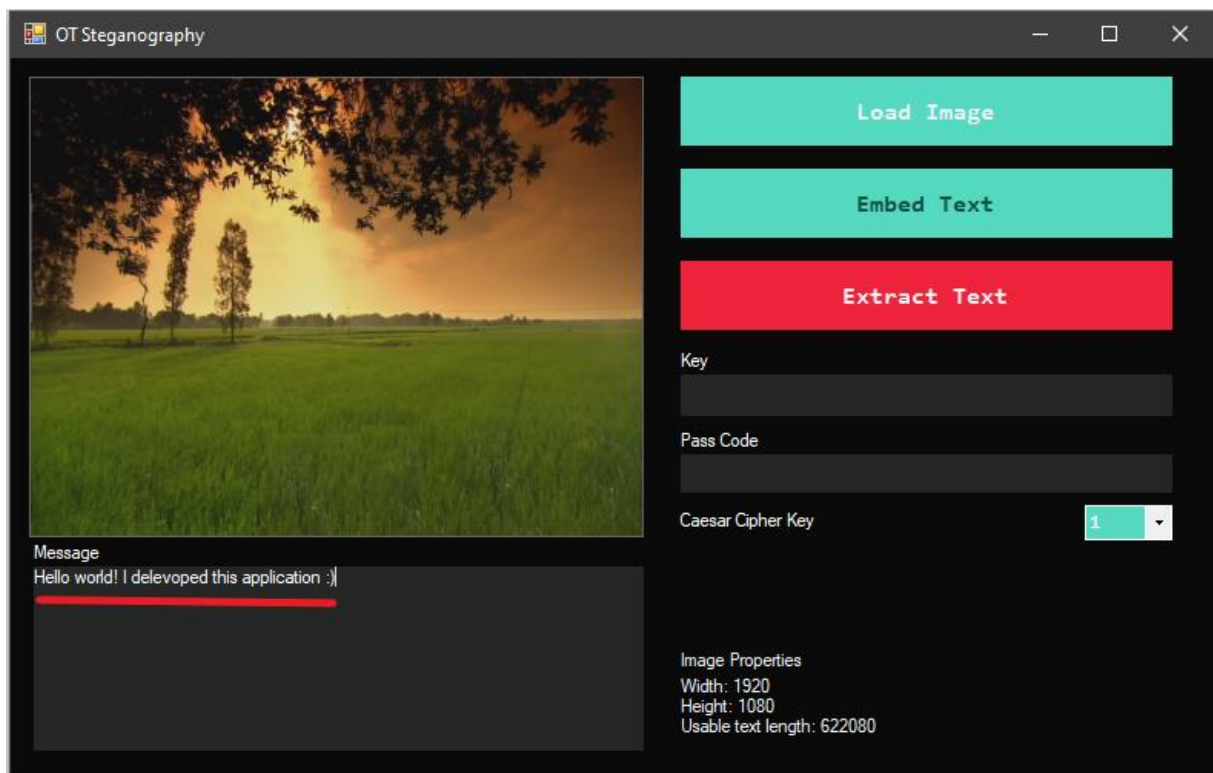 OT Steganography
Load Image
Embed Text
Extract Text
Key
Pass Code
Caesar Cipher Key
1
Message
Hello world! I delevoped this application :)
Image Properties
Width: 1920
Height: 1080
Usable text length: 622080